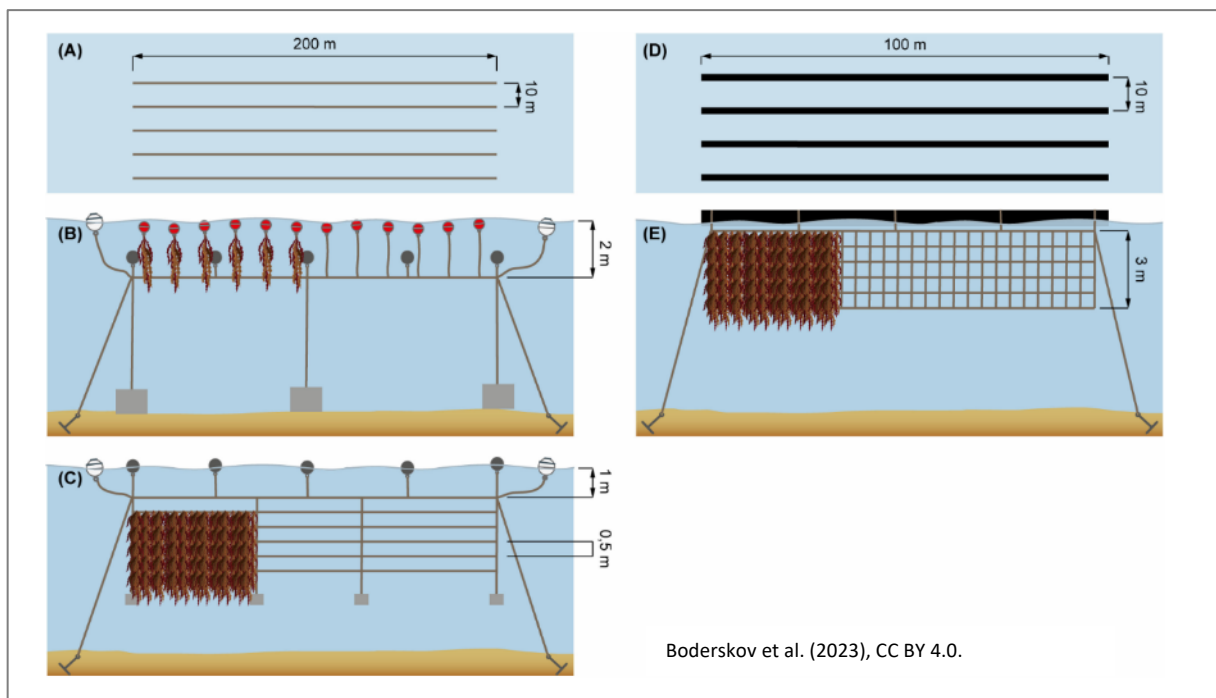 (A)
200 m
10 m
(B)
2 m
(C)
1 m
0,5 m
(D)
100 m
10 m
(E)
3 m
Boderskov et al. (2023), CC BY 4.0.